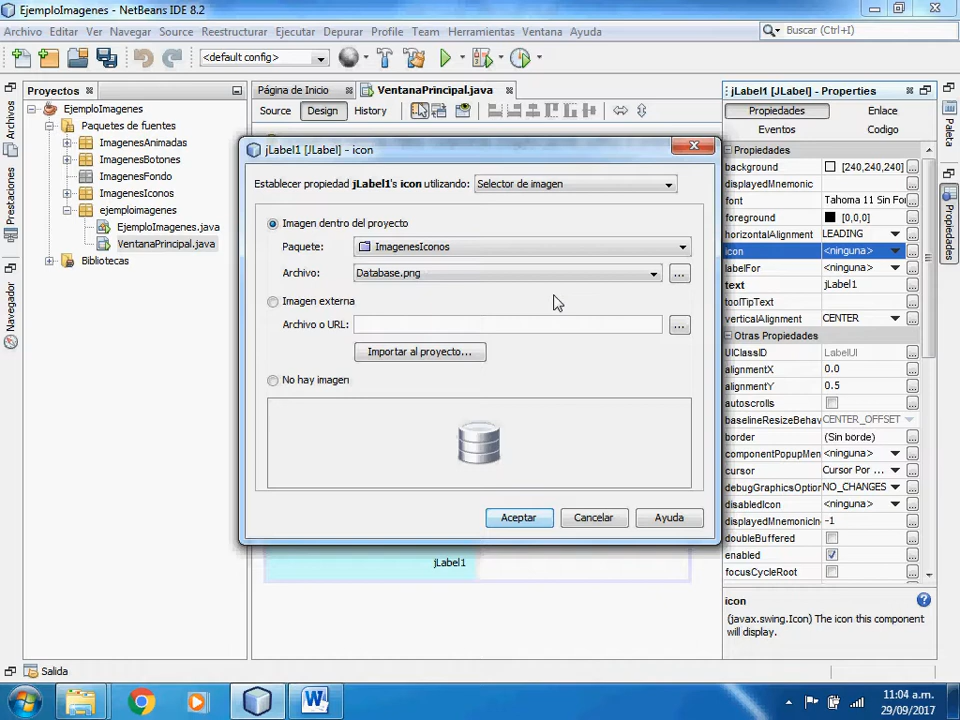 EjemploImagenes - NetBeans IDE 8.2
Archivo Editar Ver Navegar Source Reestructurar Ejecutar Depurar Profile Team Herramientas Ventana Ayuda
Buscar (Ctrl+I)
<default config>
Proyectos
Página de Inicio
VentanaPrincipal.java
Source Design History
Archivos
Prestaciones
Navegador
EjemploImagenes
Paquetes de fuentes
ImagenesAnimadas
ImagenesBotones
ImagenesFondo
ImagenesIconos
ejemploimagenes
EjemploImagenes.java
VentanaPrincipal.java
Bibliotecas
jLabel1 [JLabel] - icon
Establecer propiedad jLabel1's icon utilizando: Selector de imagen
Imagen dentro del proyecto
Paquete: ImagenesIconos
Archivo: Database.png ...
Imagen externa
Archivo o URL: ...
Importar al proyecto...
No hay imagen
Aceptar Cancelar Ayuda
jLabel1
jLabel1 [JLabel] - Properties
Propiedades Enlace
Eventos Codigo
Propiedades
background [240,240,240] ...
displayedMnemonic ...
font Tahoma 11 Sin For ...
foreground [0,0,0] ...
horizontalAlignment LEADING ...
icon <ninguna> ...
labelFor <ninguna> ...
text jLabel1 ...
toolTipText ...
verticalAlignment CENTER ...
Otras Propiedades
UIClassID LabelUI ...
alignmentX 0.0 ...
alignmentY 0.5 ...
autoscrolls ...
baselineResizeBehav CENTER_OFFSET ...
border (Sin borde) ...
componentPopupMen <ninguna> ...
cursor Cursor Por ... ...
debugGraphicsOption NO_CHANGES ...
disabledIcon <ninguna> ...
displayedMnemonicIn -1 ...
doubleBuffered ...
enabled ...
focusCycleRoot ...
icon
(javax.swing.Icon) The icon this component
will display.
Paleta
Propiedades
Salida
11:04 a.m.
29/09/2017